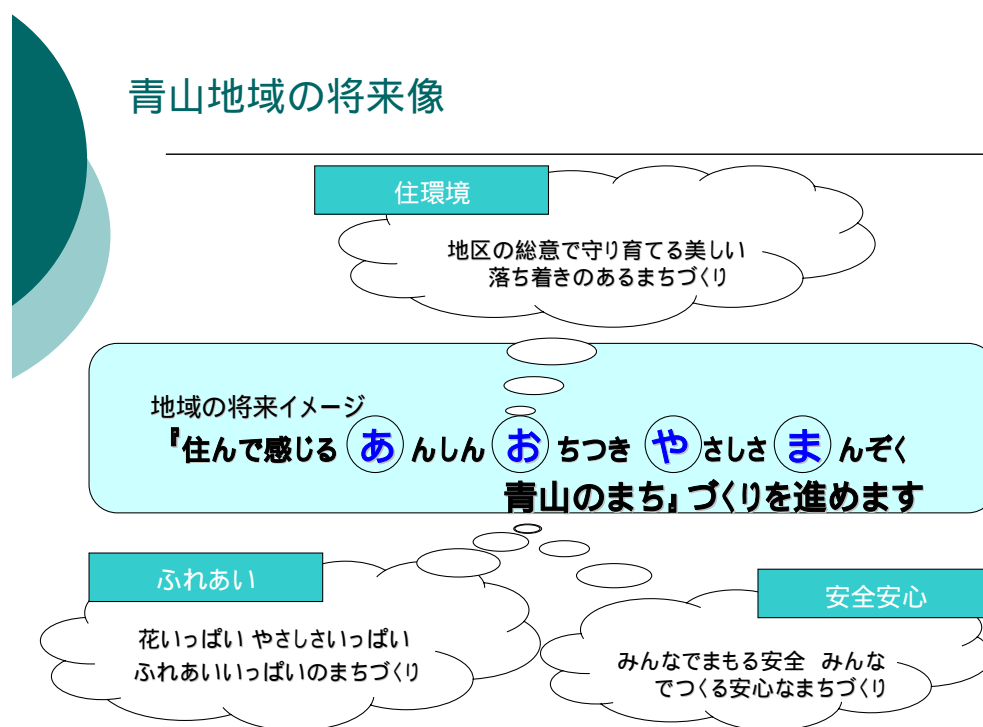 青山地域の将来像
住環境
地区の総意で守り育てる美しい
落ち着きのあるまちづくり
地域の将来イメージ
『住んで感じる あんしん おちつき やさしさ まんぞく
青山のまち』づくりを進めます
ふれあい
花いっぱい やさしさいっぱい
ふれあいいっぱいのまちづくり
安全安心
みんなでまもる安全 みんな
でつくる安心なまちづくり